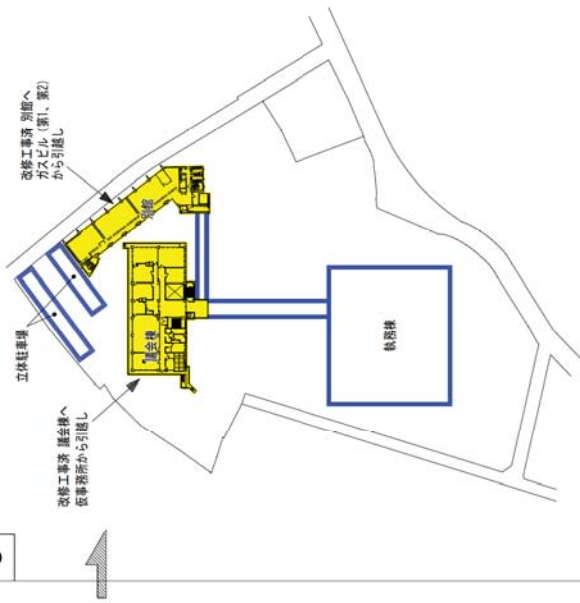 改修工事済 別館へ
ガスビル（第1、第2）
から引越し
立体駐車場
別館
議会棟
改修工事済 議会棟へ
仮事務所から引越し
執務棟